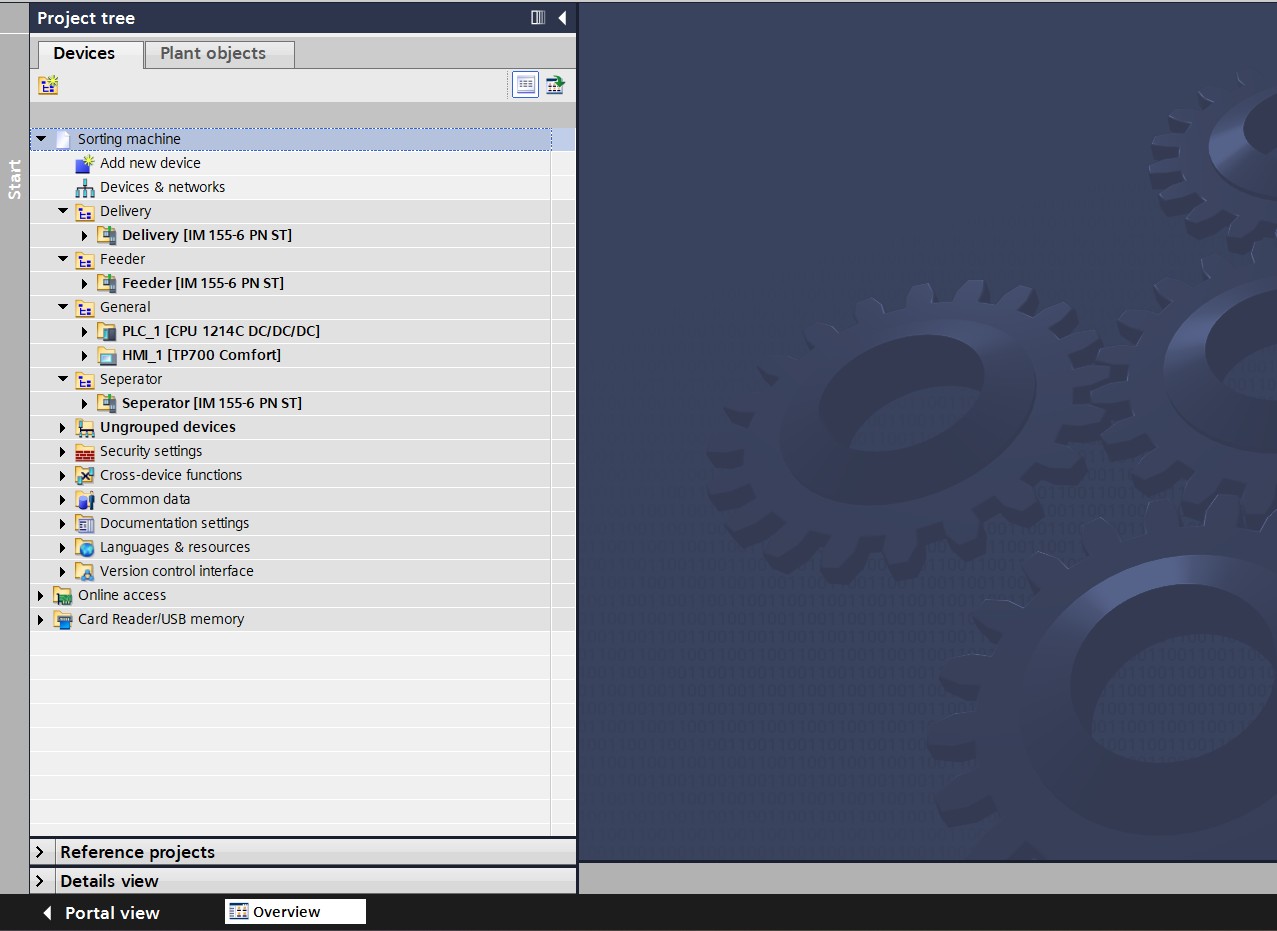 Project tree
Devices
Plant objects
Start
Sorting machine
Add new device
Devices & networks
Delivery
Delivery [IM 155-6 PN ST]
Feeder
Feeder [IM 155-6 PN ST]
General
PLC_1 [CPU 1214C DC/DC/DC]
HMI_1 [TP700 Comfort]
Seperator
Seperator [IM 155-6 PN ST]
Ungrouped devices
Security settings
Cross-device functions
Common data
Documentation settings
Languages & resources
Version control interface
Online access
Card Reader/USB memory
Reference projects
Details view
Portal view
Overview